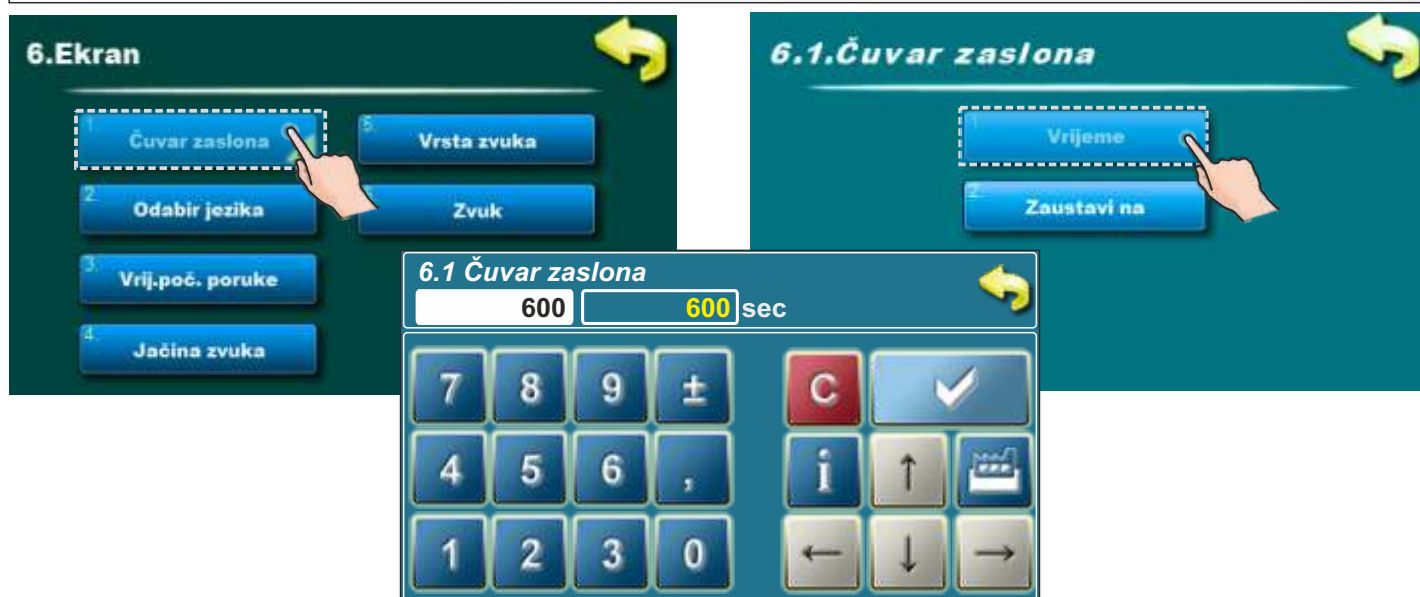 6.Ekran
1. Čuvar zaslona
2. Odabir jezika
3. Vrij.poč. poruke
4. Jačina zvuka
5. Vrsta zvuka
Zvuk
6.1.Čuvar zaslona
1. Vrijeme
2. Zaustavi na
6.1 Čuvar zaslona
600 600 sec
7 8 9 ± C
4 5 6 , i ↑
1 2 3 0 ← ↓ →